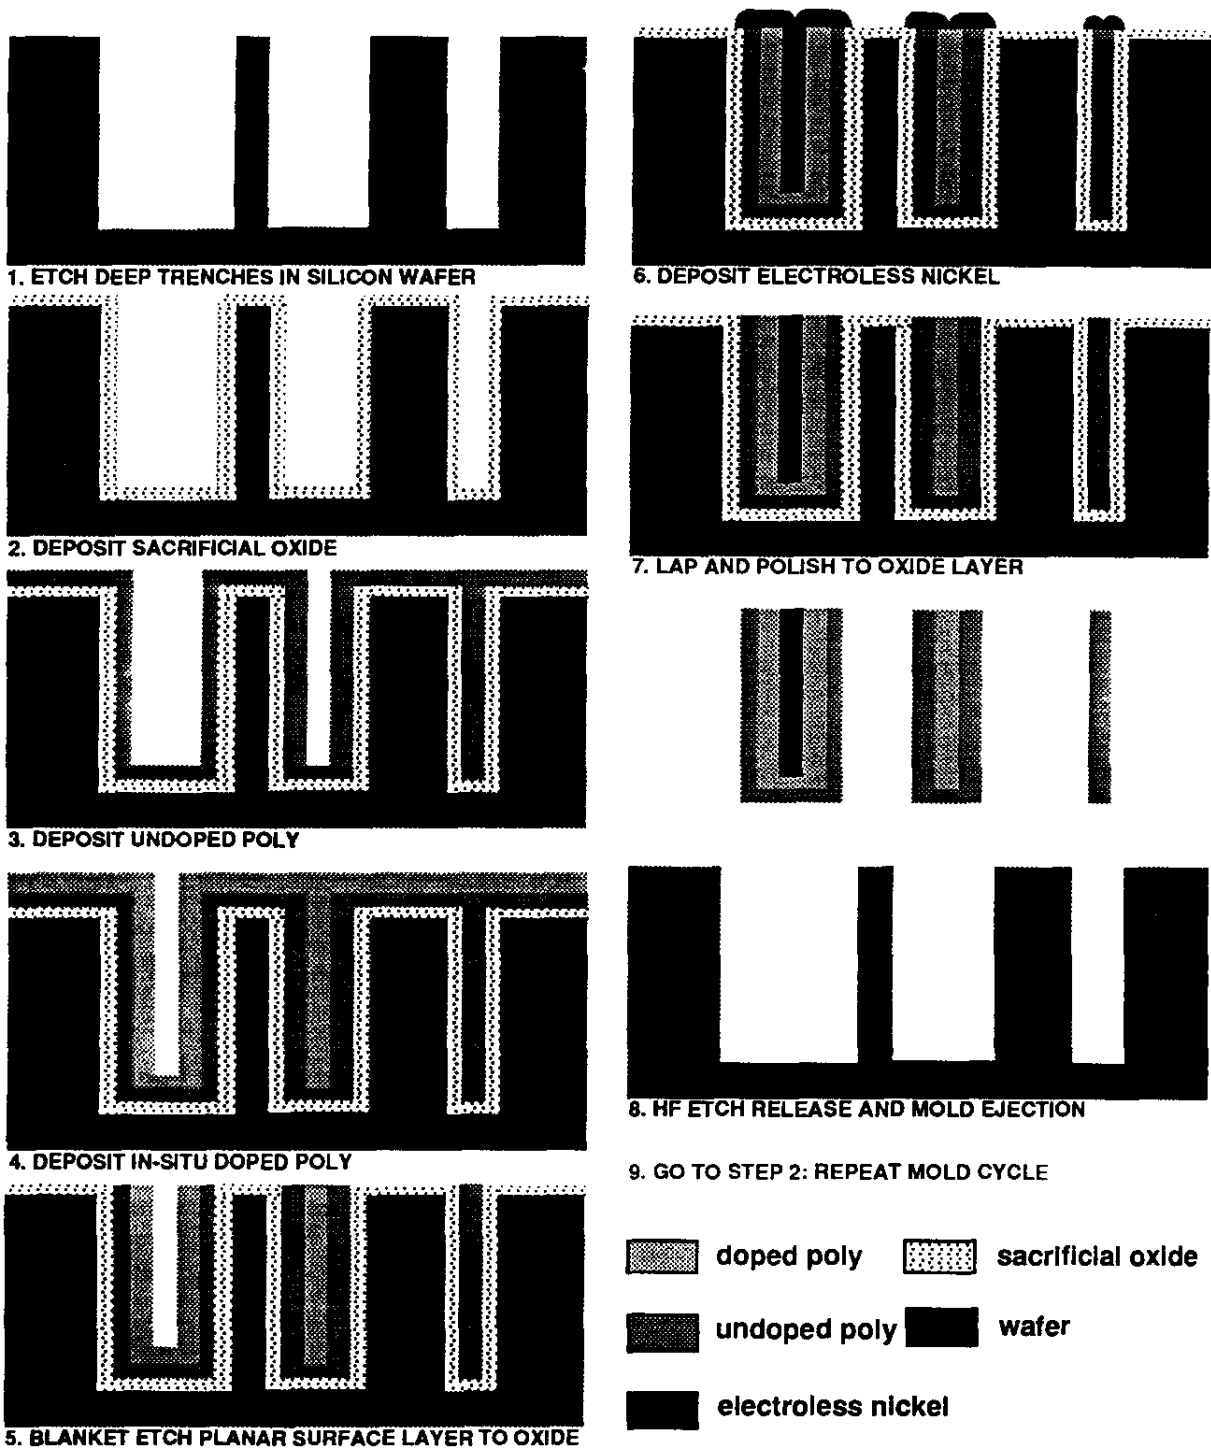 1. ETCH DEEP TRENCHES IN SILICON WAFER
2. DEPOSIT SACRIFICIAL OXIDE
3. DEPOSIT UNDOPED POLY
4. DEPOSIT IN-SITU DOPED POLY
5. BLANKET ETCH PLANAR SURFACE LAYER TO OXIDE
6. DEPOSIT ELECTROLESS NICKEL
7. LAP AND POLISH TO OXIDE LAYER
8. HF ETCH RELEASE AND MOLD EJECTION
9. GO TO STEP 2: REPEAT MOLD CYCLE
doped poly
sacrificial oxide
undoped poly
wafer
electroless nickel